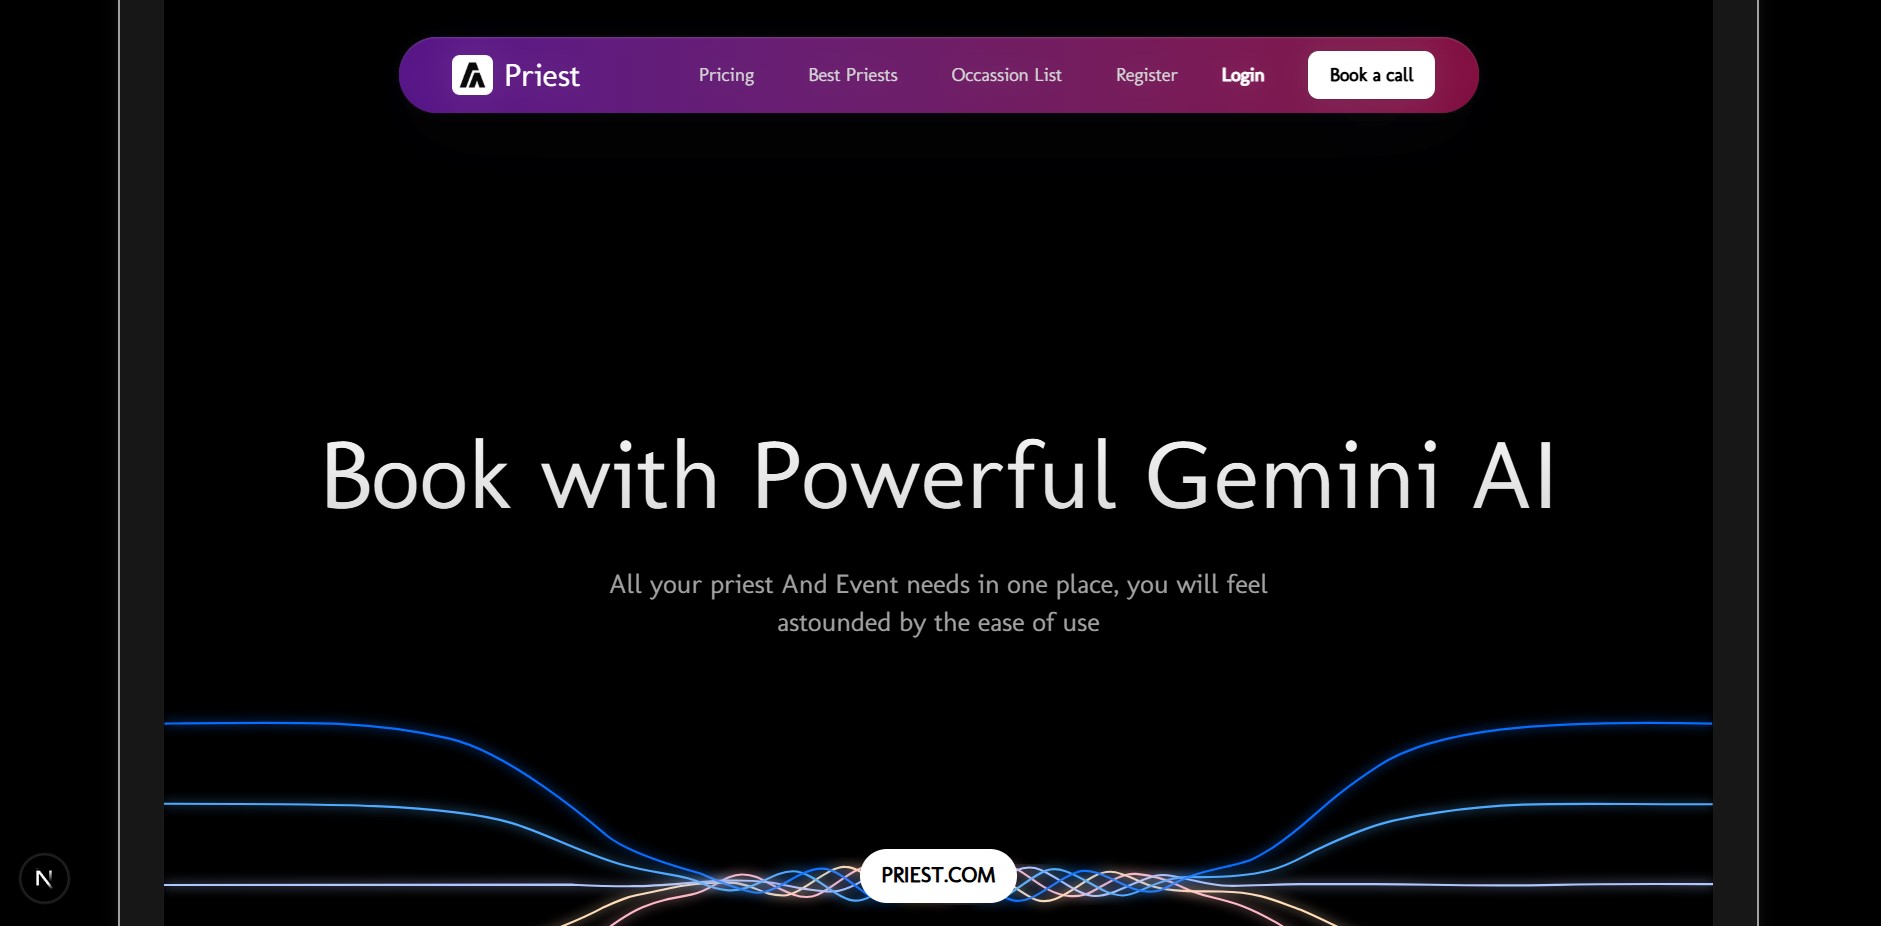 Priest
Pricing
Best Priests
Occassion List
Register
Login
Book a call
Book with Powerful Gemini AI
All your priest And Event needs in one place, you will feel
astounded by the ease of use
PRIEST.COM
N